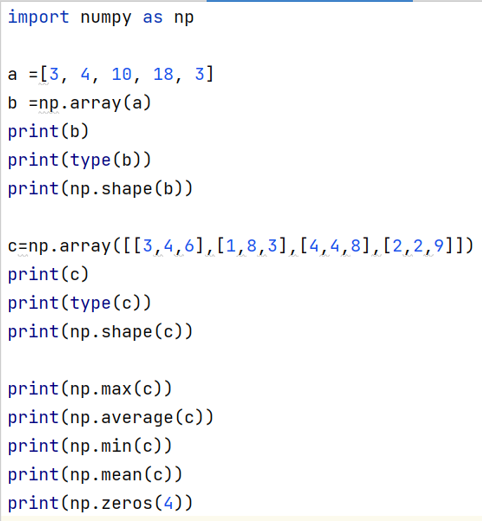 import numpy as np
a =[3, 4, 10, 18, 3]
b =np.array(a)
print(b)
print(type(b))
print(np.shape(b))
c=np.array([[3,4,6],[1,8,3],[4,4,8],[2,2,9]])
print(c)
print(type(c))
print(np.shape(c))
print(np.max(c))
print(np.average(c))
print(np.min(c))
print(np.mean(c))
print(np.zeros(4))